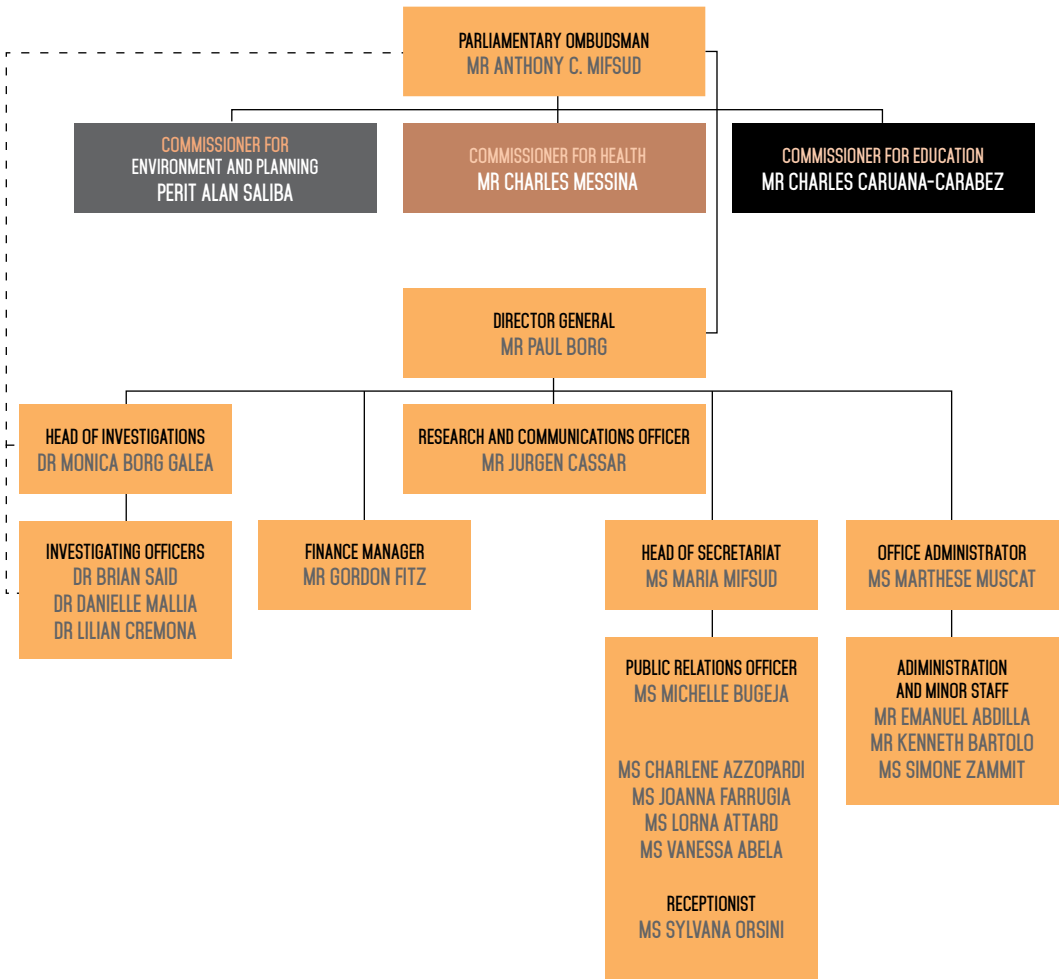 PARLIAMENTARY OMBUDSMAN
MR ANTHONY C. MIFSUD
COMMISSIONER FOR
ENVIRONMENT AND PLANNING
PERIT ALAN SALIBA
COMMISSIONER FOR HEALTH
MR CHARLES MESSINA
COMMISSIONER FOR EDUCATION
MR CHARLES CARUANA-CARABEZ
DIRECTOR GENERAL
MR PAUL BORG
HEAD OF INVESTIGATIONS
DR MONICA BORG GALEA
RESEARCH AND COMMUNICATIONS OFFICER
MR JURGEN CASSAR
INVESTIGATING OFFICERS
DR BRIAN SAID
DR DANIELLE MALLIA
DR LILIAN CREMONA
FINANCE MANAGER
MR GORDON FITZ
HEAD OF SECRETARIAT
MS MARIA MIFSUD
OFFICE ADMINISTRATOR
MS MARTHESE MUSCAT
PUBLIC RELATIONS OFFICER
MS MICHELLE BUGEJA
MS CHARLENE AZZOPARDI
MS JOANNA FARRUGIA
MS LORNA ATTARD
MS VANESSA ABELA
RECEPTIONIST
MS SYLVANA ORSINI
ADIMINISTRATION
AND MINOR STAFF
MR EMANUEL ABDILLA
MR KENNETH BARTOLO
MS SIMONE ZAMMIT